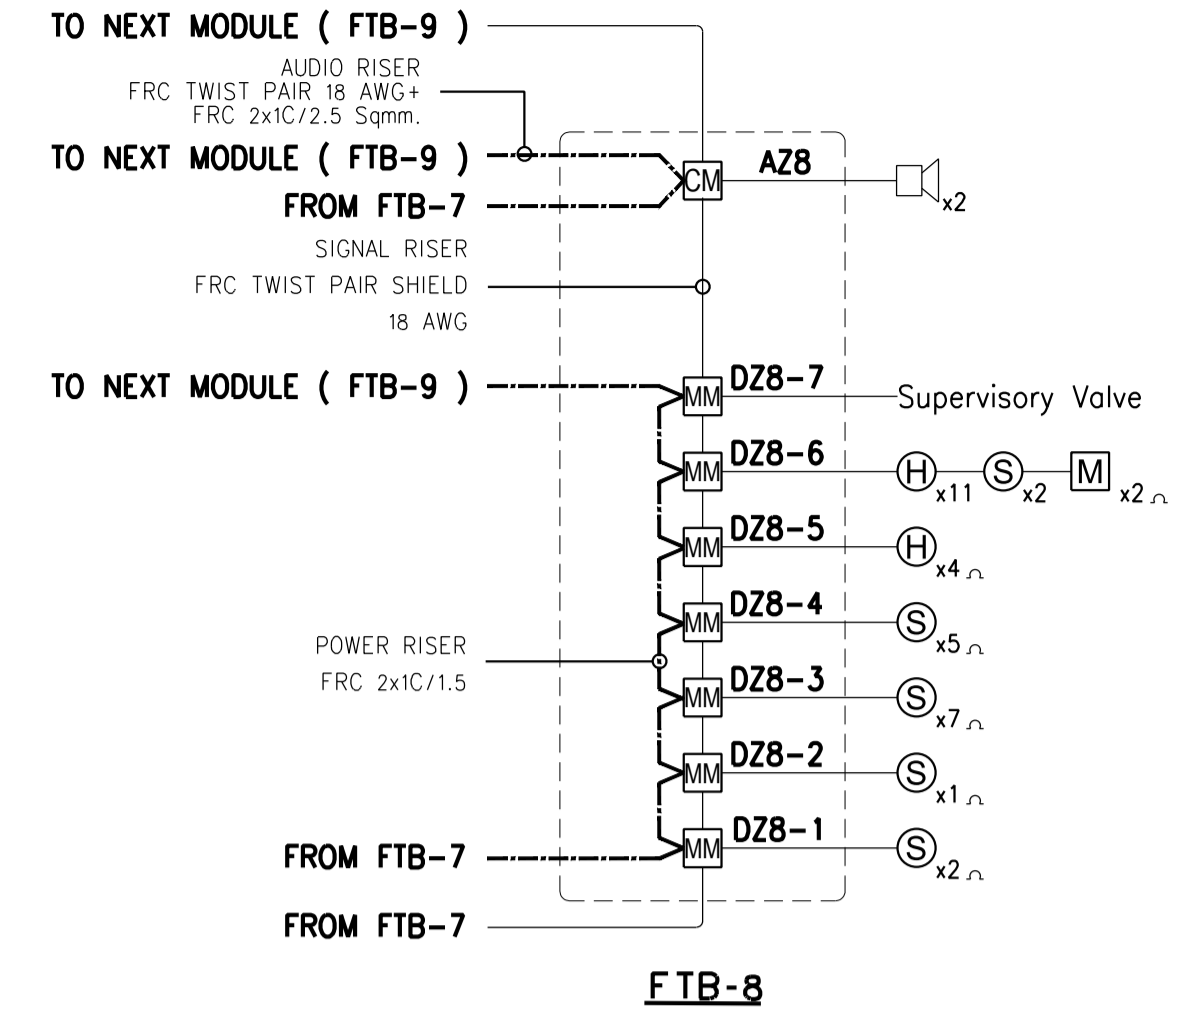 TO NEXT MODULE ( FTB-9 )
AUDIO RISER
FRC TWIST PAIR 18 AWG+
FRC 2x1C/2.5 Sqmm.
TO NEXT MODULE ( FTB-9 )
FROM FTB-7
CM
AZ8
x2
SIGNAL RISER
FRC TWIST PAIR SHIELD
18 AWG
TO NEXT MODULE ( FTB-9 )
MM
DZ8-7
Supervisory Valve
MM
DZ8-6
H x11 S x2 M x2 Ω
MM
DZ8-5
H x4 Ω
MM
DZ8-4
S x5 Ω
POWER RISER
FRC 2x1C/1.5
MM
DZ8-3
S x7 Ω
MM
DZ8-2
S x1 Ω
MM
DZ8-1
S x2 Ω
FROM FTB-7
FROM FTB-7
FTB-8